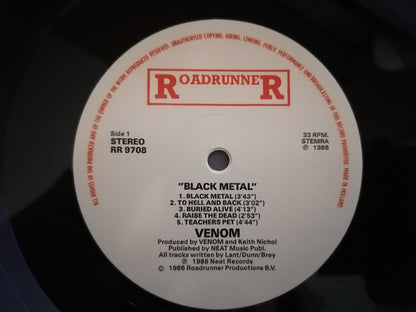 ALL RIGHTS OF THE PRODUCER AND OF THE OWNER OF THE WORK REPRODUCED RESERVED. UNAUTHORISED COPYING, HIRING, LENDING, PUBLIC PERFORMANCE AND BROADCASTING OF THIS RECORD PROHIBITED. MADE IN HOLLAND
ROADRUNNER
Side 1
STEREO
RR 9708
33 RPM.
STEMRA
℗ 1986
"BLACK METAL"
1. BLACK METAL (3'43")
2. TO HELL AND BACK (3'02")
3. BURIED ALIVE (4'13")
4. RAISE THE DEAD (2'53")
5. TEACHERS PET (4'43")
VENOM
Produced by VENOM and Keith Nichol
Published by NEAT Music Publ.
All tracks written by Lant/Dunn/Brey
℗ 1986 Neat Records
© 1986 Roadrunner Productions B.V.